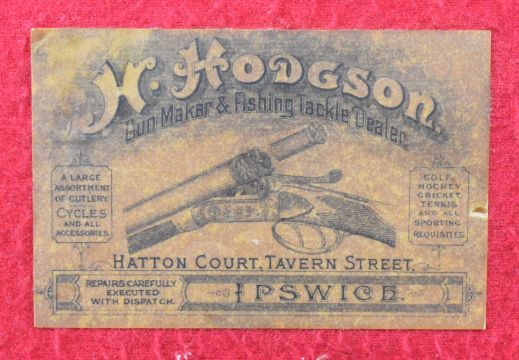 H. HODGSON,
Gun Maker & Fishing Tackle Dealer.
A LARGE
ASSORTMENT
OF CUTLERY.
CYCLES
AND ALL
ACCESSORIES.
GOLF,
HOCKEY,
CRICKET,
TENNIS
AND ALL
SPORTING
REQUISITES.
HATTON COURT, TAVERN STREET,
REPAIRS CAREFULLY
EXECUTED
WITH DISPATCH.
IPSWICH.